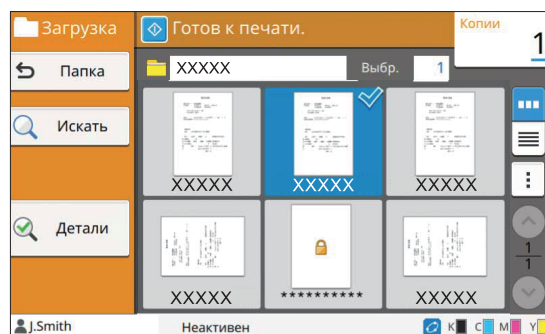 Загрузка
Готов к печати.
Копии
1
Папка
XXXXX
Выбр. 1
Искать
XXXXX XXXXX XXXXX
Детали
1
1
XXXXX ********** XXXXX
J.Smith
Неактивен
K C M Y